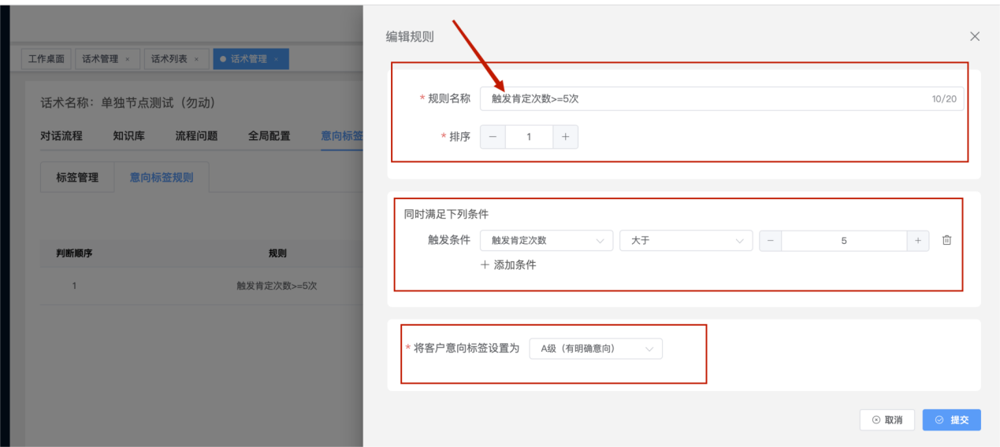 编辑规则
工作桌面 话术管理 × 话术列表 × 话术管理 ×
话术名称：单独节点测试（勿动）
对话流程 知识库 流程问题 全局配置 意向标签
标签管理 意向标签规则
判断顺序 规则
1 触发肯定次数>=5次
* 规则名称 触发肯定次数>=5次 10/20
* 排序 − 1 +
同时满足下列条件
触发条件 触发肯定次数 大于 − 5 +
+ 添加条件
* 将客户意向标签设置为 A级（有明确意向）
取消 提交